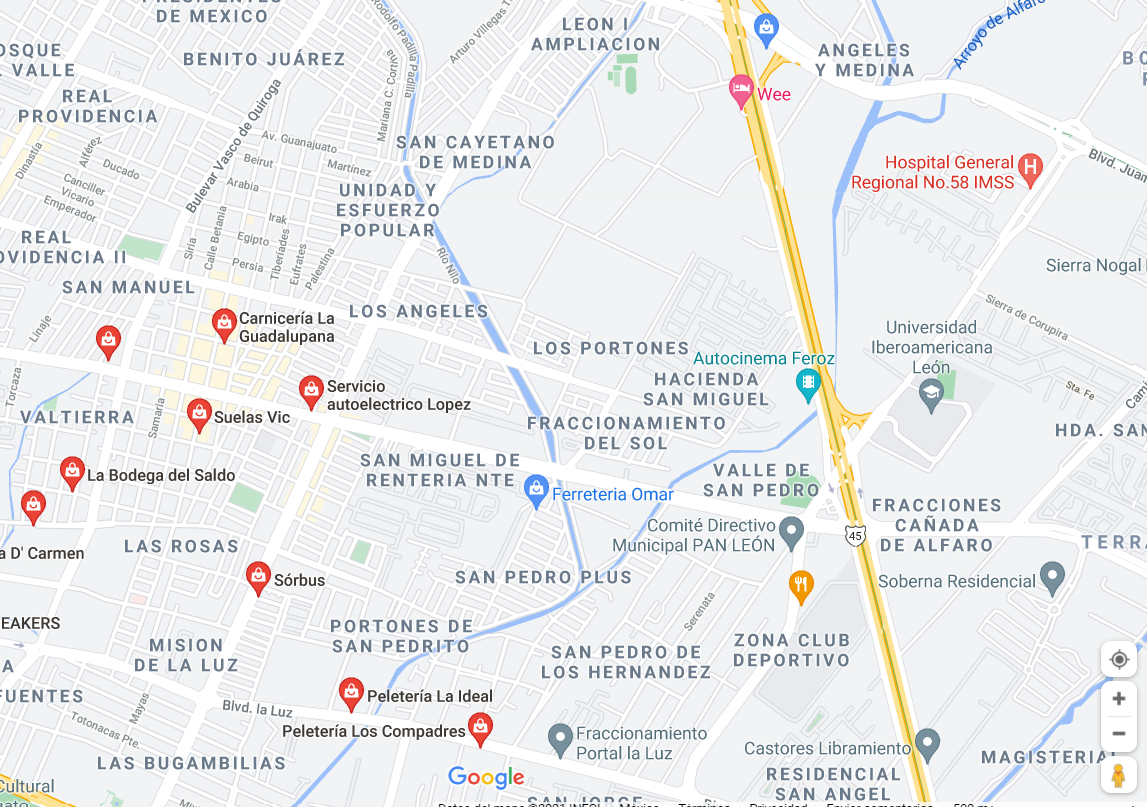 PRESIDENTES
DE MEXICO
Rodolfo Padilla Padilla
LEON I
AMPLIACION
Arroyo de Alfaro
BOSQUE
L VALLE
BENITO JUÁREZ
ANGELES
Y MEDINA
REAL
PROVIDENCIA
Bulevar Vasco de Quiroga
Mariana C. Cortina
Wee
Av. Guanajuato
SAN CAYETANO
DE MEDINA
Dinastía
Alférez
Ducado
Beirut
Martínez
Hospital General
Regional No.58 IMSS
Blvd. Juan
Canciller
Vicario
Emperador
Arabia
UNIDAD Y
ESFUERZO
POPULAR
Irak
Calle Betania
Siria
Egipto
Persia
Tiberiades
Eufrates
Palestina
Río Nilo
REAL
OVIDENCIA II
Sierra Nogal
SAN MANUEL
LOS ANGELES
Sierra de Corupira
Linaje
Carnicería La
Guadalupana
LOS PORTONES
Autocinema Feroz
Universidad
Iberoamericana
León
Torcaza
Servicio
autoelectrico Lopez
HACIENDA
SAN MIGUEL
Sta. Fe
VALTIERRA
Samaria
Suelas Vic
FRACCIONAMIENTO
DEL SOL
HDA. SAN
SAN MIGUEL DE
RENTERIA NTE
La Bodega del Saldo
VALLE DE
SAN PEDRO
Ferreteria Omar
FRACCIONES
CAÑADA
DE ALFARO
Comité Directivo
Municipal PAN LEÓN
45
a D' Carmen
LAS ROSAS
TERRA
Sórbus
SAN PEDRO PLUS
Soberna Residencial
Serenata
EAKERS
PORTONES DE
SAN PEDRITO
MISION
DE LA LUZ
SAN PEDRO DE
LOS HERNANDEZ
ZONA CLUB
DEPORTIVO
FUENTES
Mayas
Totonacas Pte.
Blvd. la Luz
Peletería La Ideal
Peletería Los Compadres
Fraccionamiento
Portal la Luz
Castores Libramiento
LAS BUGAMBILIAS
MAGISTERIAL
Google
RESIDENCIAL
SAN ANGEL
Cultural
SAN JORGE